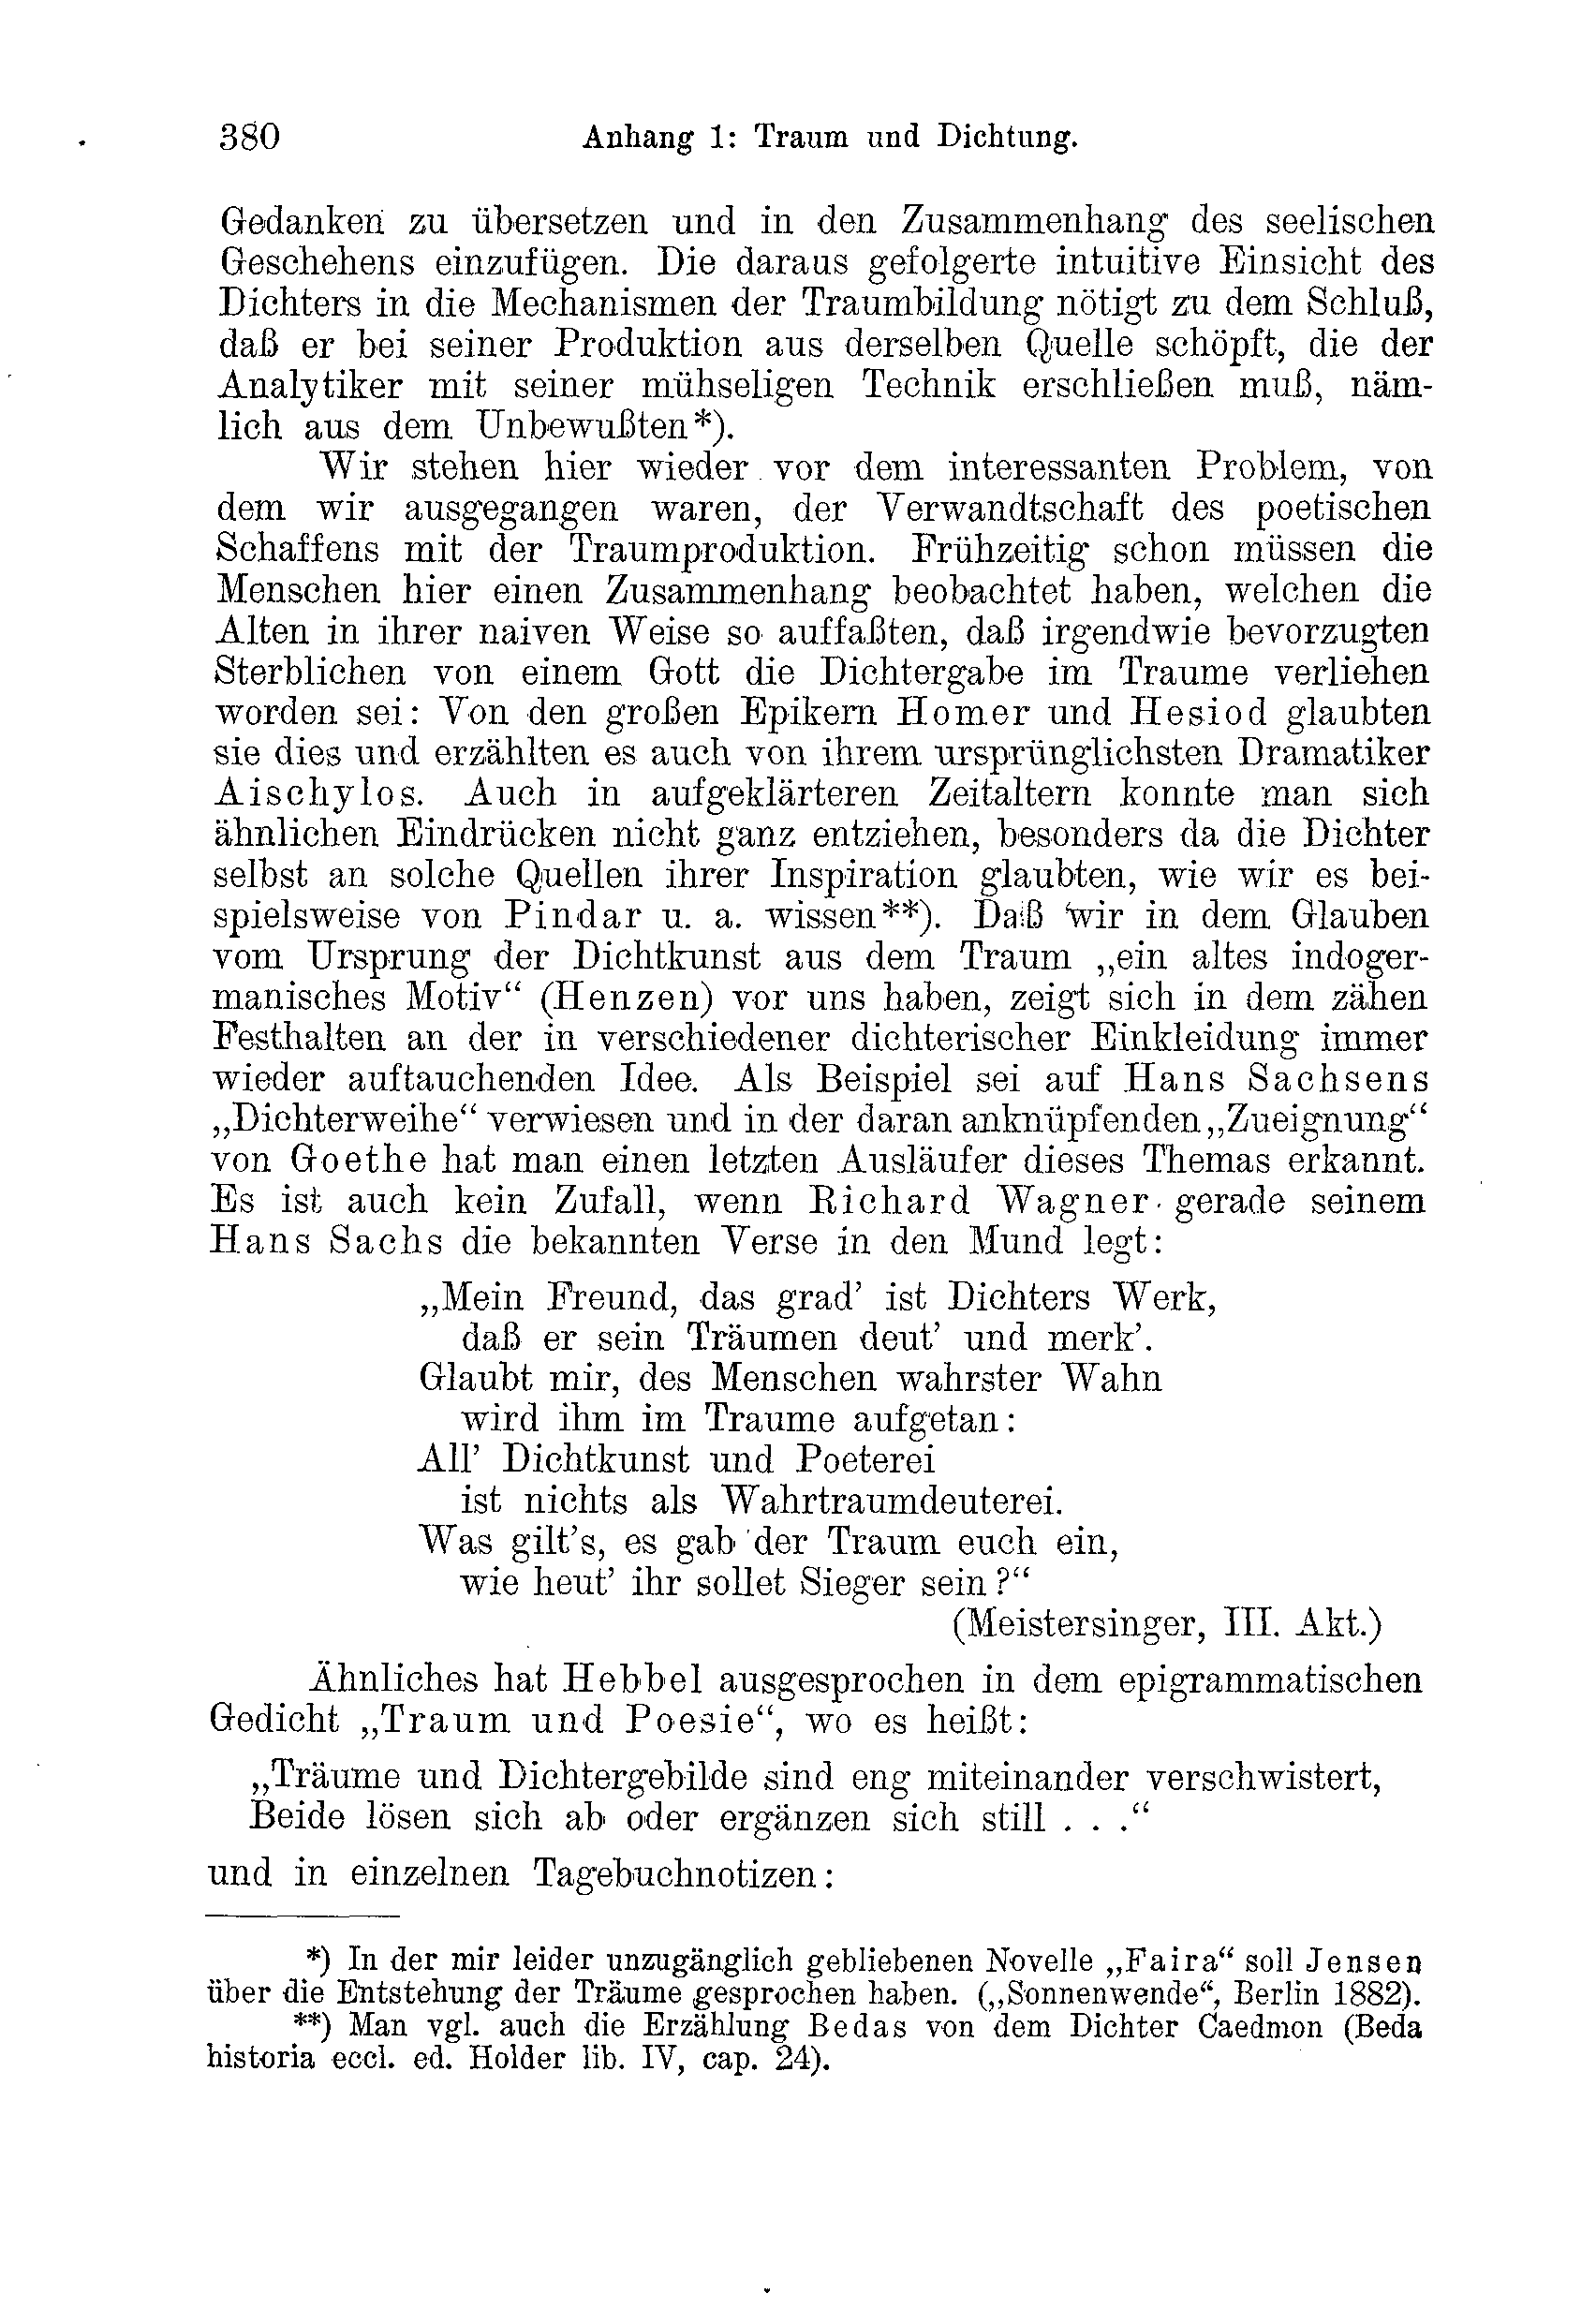 380 Anhang 1: Traum und Dichtung.
Gedanken zu übersetzen und in den Zusammenhang des seelischen
Geschehens einzufügen. Die daraus gefolgerte intuitive Einsicht des
Dichters in die Mechanismen der Traumbildung nötigt zu dem Schluß,
daß er bei seiner Produktion aus derselben Quelle schöpft, die der
Analytiker mit seiner mühseligen Technik erschließen muß, näm-
lich aus dem Unbewußten*).
Wir stehen hier wieder vor dem interessanten Problem, von
dem wir ausgegangen waren, der Verwandtschaft des poetischen
Schaffens mit der Traumproduktion. Frühzeitig schon müssen die
Menschen hier einen Zusammenhang beobachtet haben, welchen die
Alten in ihrer naiven Weise so auffaßten, daß irgendwie bevorzugten
Sterblichen von einem Gott die Dichtergabe im Traume verliehen
worden sei: Von den großen Epikern Homer und Hesiod glaubten
sie dies und erzählten es auch von ihrem ursprünglichsten Dramatiker
Aischylos. Auch in aufgeklärteren Zeitaltern konnte man sich
ähnlichen Eindrücken nicht ganz entziehen, besonders da die Dichter
selbst an solche Quellen ihrer Inspiration glaubten, wie wir es bei-
spielsweise von Pindar u. a. wissen**). Daß wir in dem Glauben
vom Ursprung der Dichtkunst aus dem Traum „ein altes indoger-
manisches Motiv“ (Henzen) vor uns haben, zeigt sich in dem zähen
Festhalten an der in verschiedener dichterischer Einkleidung immer
wieder auftauchenden Idee. Als Beispiel sei auf Hans Sachsens
„Dichterweihe“ verwiesen und in der daran anknüpfenden „Zueignung“
von Goethe hat man einen letzten Ausläufer dieses Themas erkannt.
Es ist auch kein Zufall, wenn Richard Wagner gerade seinem
Hans Sachs die bekannten Verse in den Mund legt:
„Mein Freund, das grad’ ist Dichters Werk,
daß er sein Träumen deut’ und merk’.
Glaubt mir, des Menschen wahrster Wahn
wird ihm im Traume aufgetan:
All’ Dichtkunst und Poeterei
ist nichts als Wahrtraumdeuterei.
Was gilt’s, es gab der Traum euch ein,
wie heut’ ihr sollet Sieger sein?“
(Meistersinger, III. Akt.)
Ähnliches hat Hebbel ausgesprochen in dem epigrammatischen
Gedicht „Traum und Poesie“, wo es heißt:
„Träume und Dichtergebilde sind eng miteinander verschwistert,
Beide lösen sich ab oder ergänzen sich still . . .“
und in einzelnen Tagebuchnotizen:
*) In der mir leider unzugänglich gebliebenen Novelle „Faira“ soll Jensen
über die Entstehung der Träume gesprochen haben. („Sonnenwende“, Berlin 1882).
**) Man vgl. auch die Erzählung Bedas von dem Dichter Caedmon (Beda
historia eccl. ed. Holder lib. IV, cap. 24).